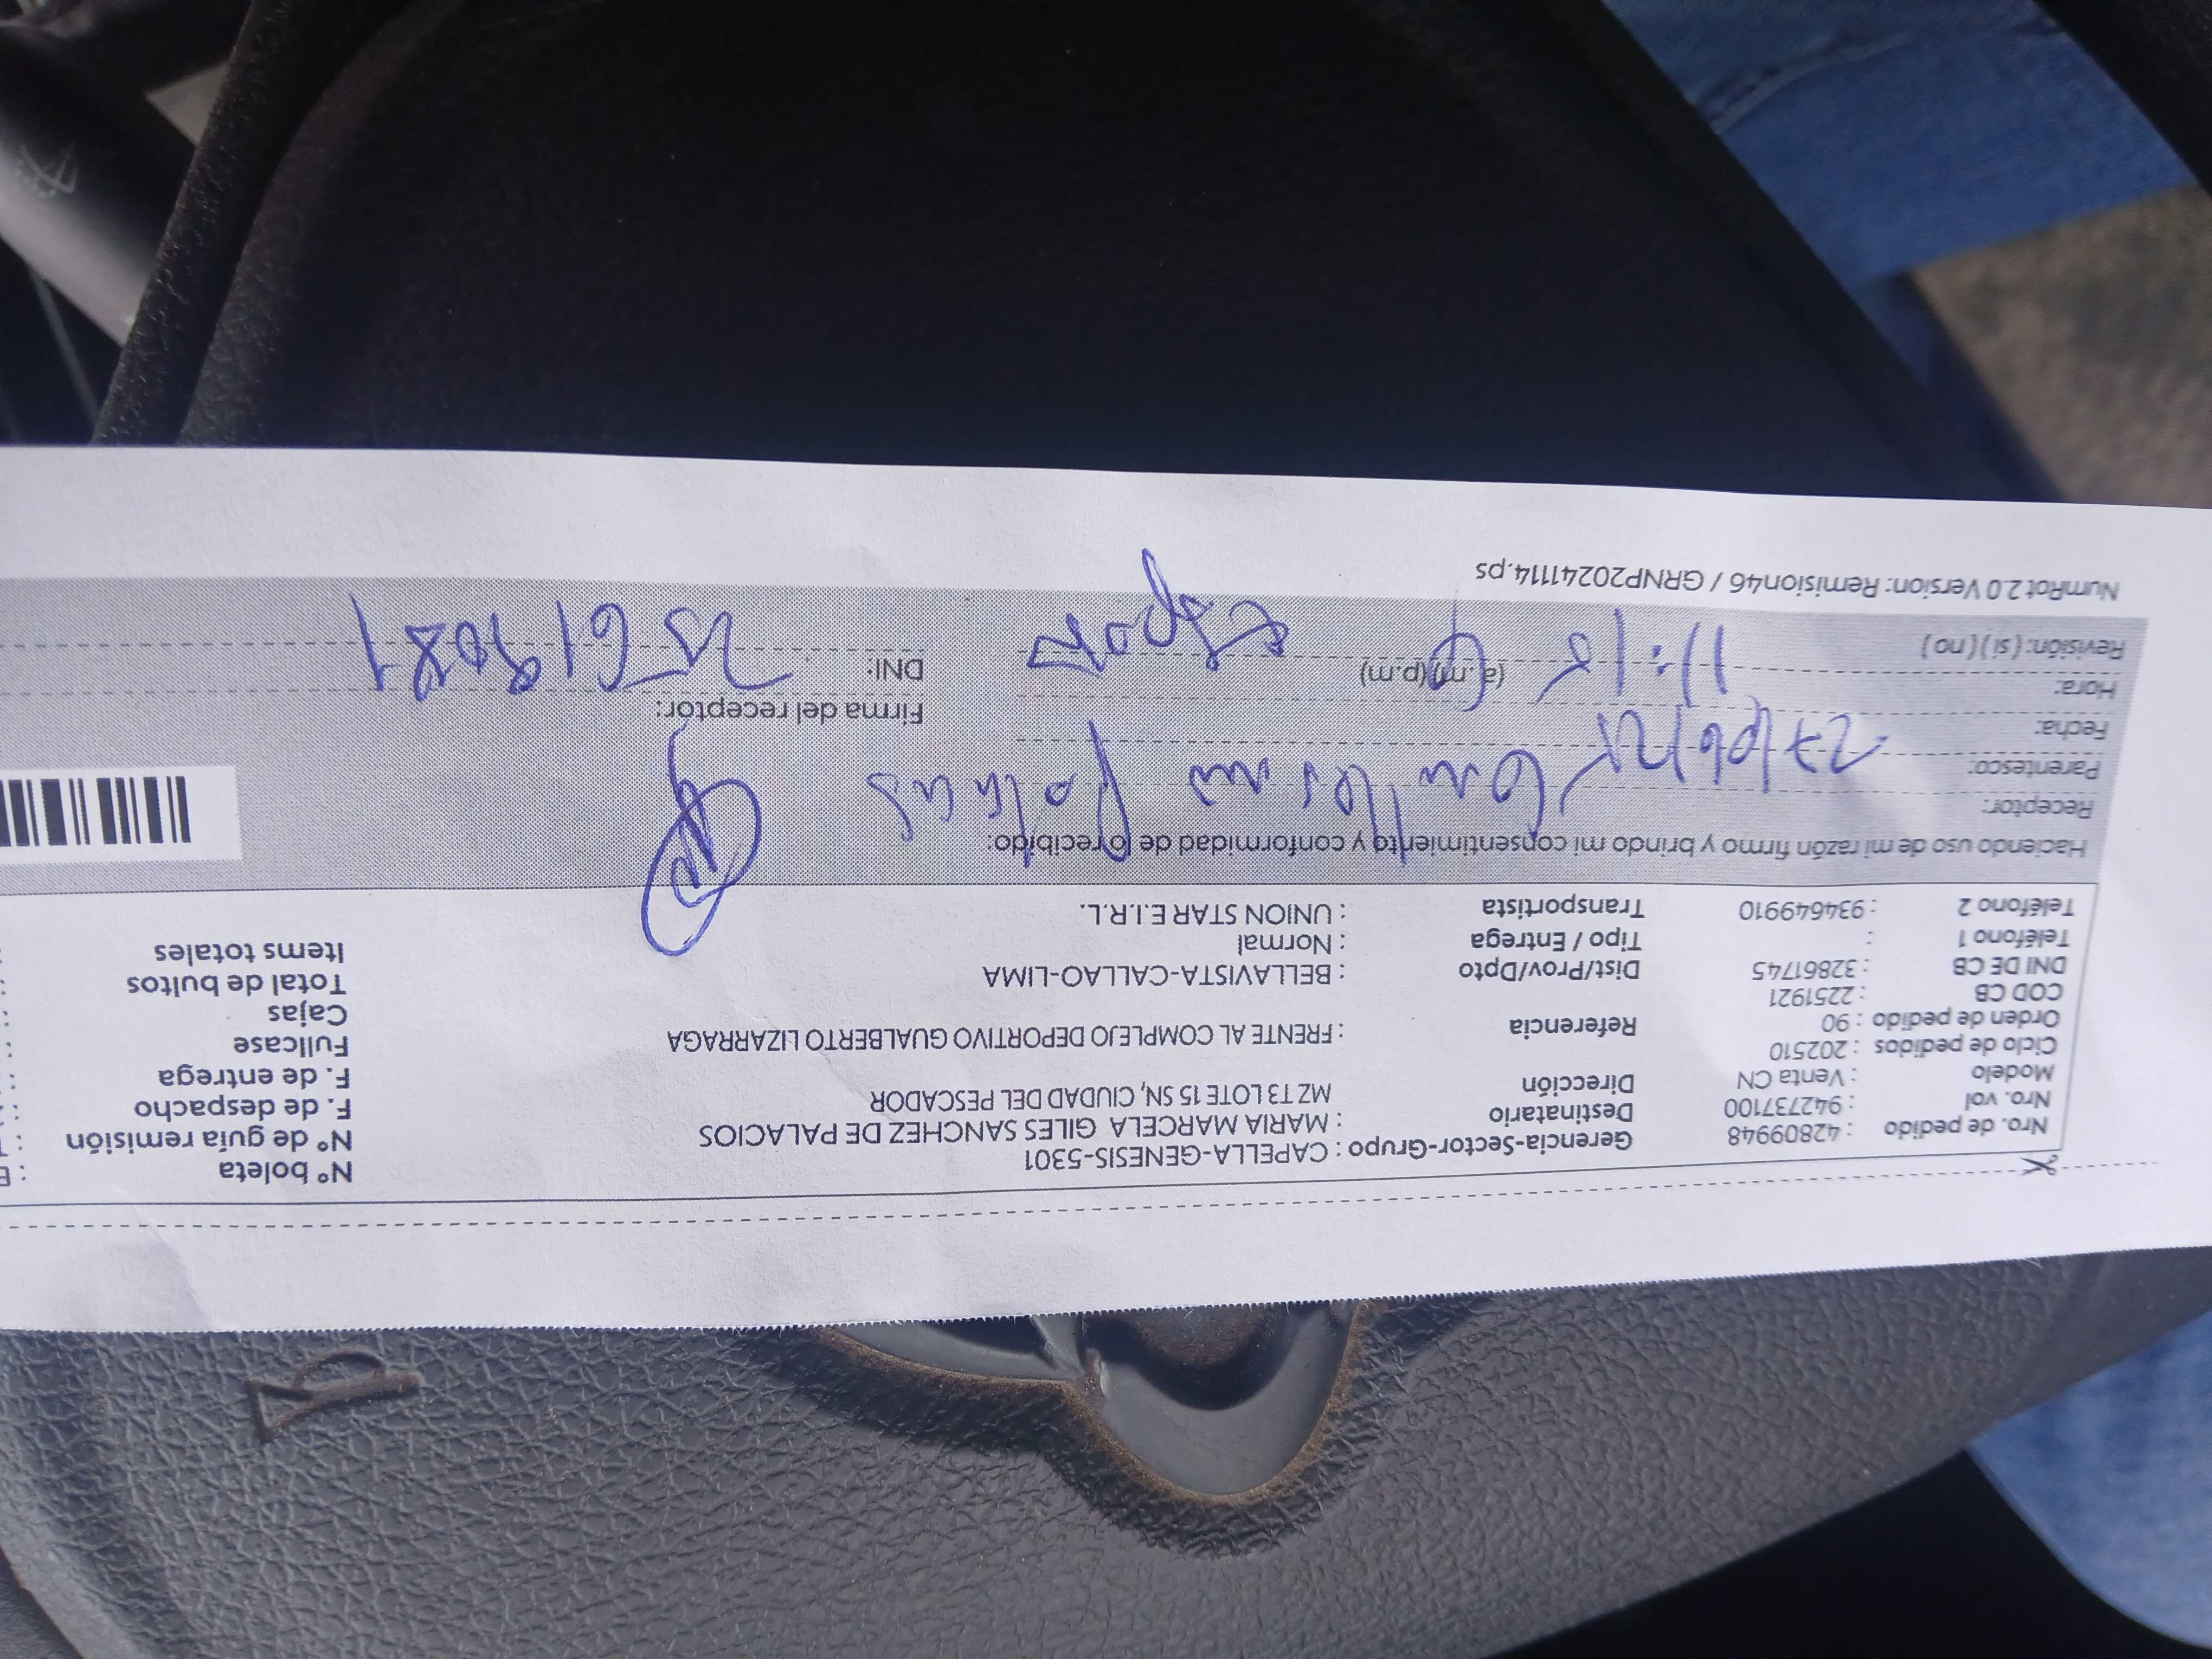 Nro. de pedido : 42809948 Gerencia-Sector-Grupo : CAPELLA-GENESIS-5301 Nº boleta : E
Nro. vol : 942737100 Destinatario : MARIA MARCELA GILES SANCHEZ DE PALACIOS Nº de guía remisión :
Modelo : Venta CN Dirección MZ T3 LOTE 15 SN, CIUDAD DEL PESCADOR F. de despacho :
Ciclo de pedidos : 202510 F. de entrega :
Orden de pedido : 90 Referencia : FRENTE AL COMPLEJO DEPORTIVO GUALBERTO LIZARRAGA Fullcase :
COD CB : 2251921 Cajas :
DNI DE CB : 32861745 Dist/Prov/Dpto : BELLAVISTA-CALLAO-LIMA Total de bultos :
Teléfono 1 : Tipo / Entrega : Normal Items totales :
Teléfono 2 : 934649910 Transportista : UNION STAR E.I.R.L.
Haciendo uso de mi razón firmo y brindo mi consentimiento y conformidad de lo recibido:
Receptor:
Parentesco:
Fecha: 27/06/25 Firma del receptor:
Hora: 11:15 (a.m)(p.m) DNI:
Revisión: ( si ) ( no )
NumRot 2.0 Version: Remision46 / GRNP20241114.ps